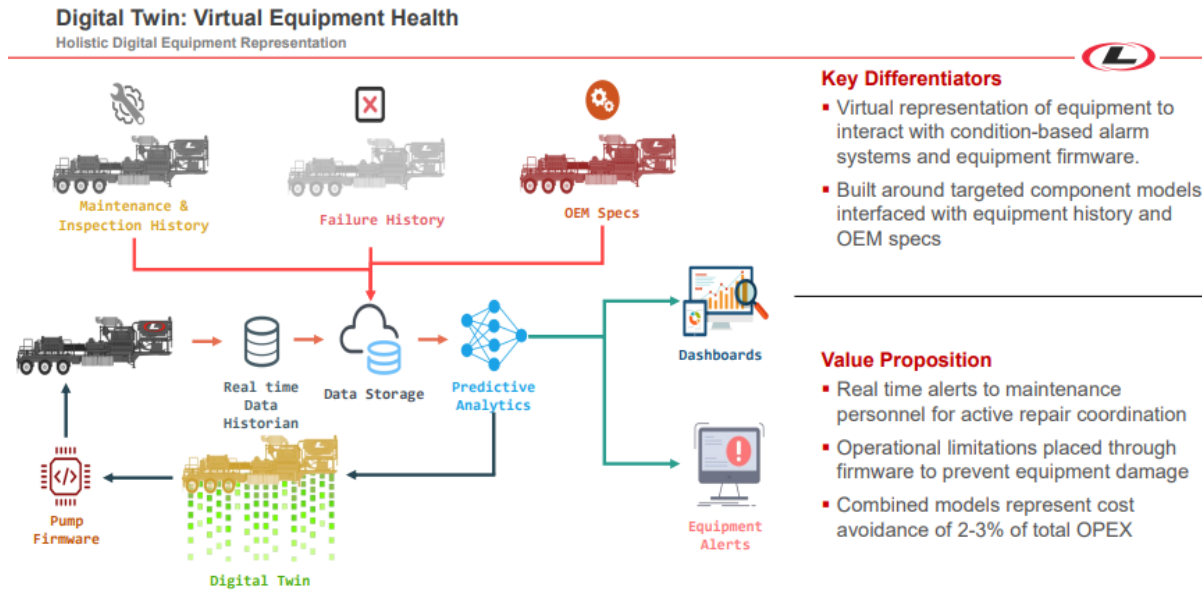 Digital Twin: Virtual Equipment Health
Holistic Digital Equipment Representation
L
Maintenance &
Inspection History
Failure History
OEM Specs
Real time
Data
Historian
Data Storage
Predictive
Analytics
Dashboards
Equipment
Alerts
Pump
Firmware
</>
Digital Twin
Key Differentiators
▪ Virtual representation of equipment to
interact with condition-based alarm
systems and equipment firmware.
▪ Built around targeted component models
interfaced with equipment history and
OEM specs
Value Proposition
▪ Real time alerts to maintenance
personnel for active repair coordination
▪ Operational limitations placed through
firmware to prevent equipment damage
▪ Combined models represent cost
avoidance of 2-3% of total OPEX